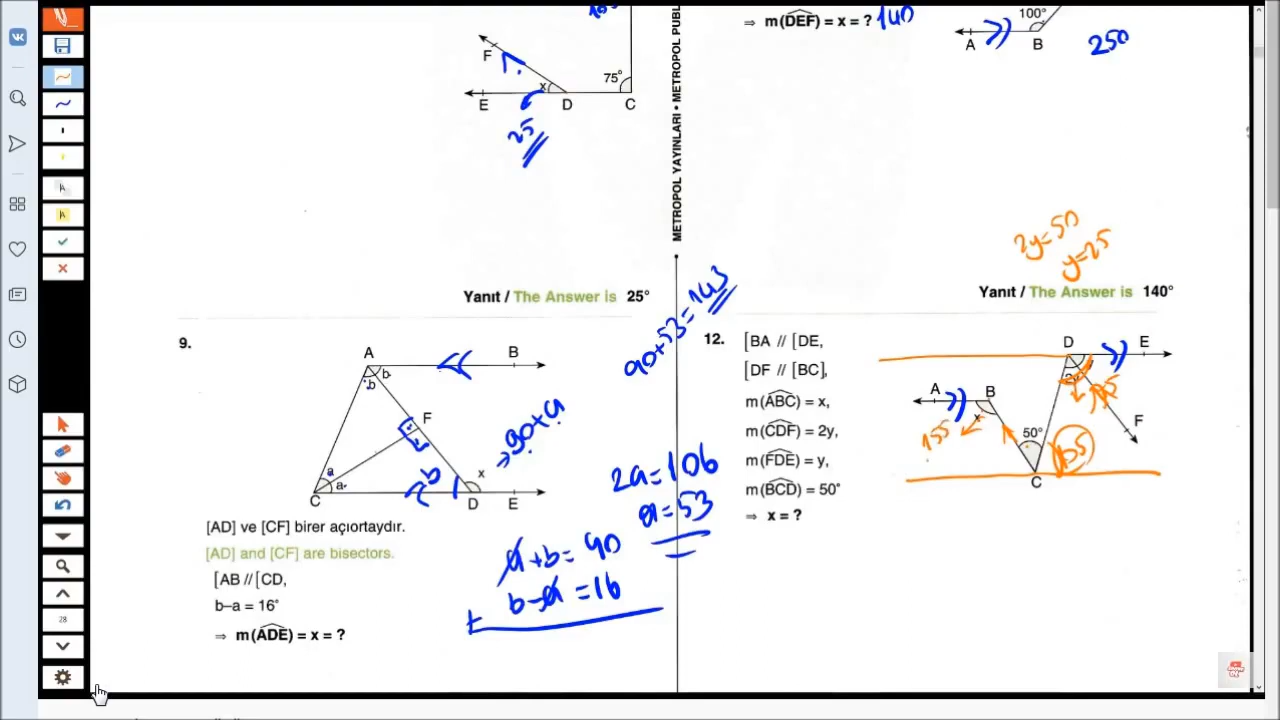 ⇒ m(DEF) = x = ? 140
100°
A
B
250
F
x
75°
E
D
C
25
METROPOL YAYINLARI • METROPOL PUBL
2y=50
y=25
Yanıt / The Answer is 25°
Yanıt / The Answer is 140°
90+53=143
9.
A
B
b
b
F
a
a
b
x
C
D
E
→90+a
[AD] ve [CF] birer açıortaydır.
[AD] and [CF] are bisectors.
[AB // [CD,
b–a = 16°
⇒ m(ADE) = x = ?
a+b=90
b-a=16
+
2a=106
a=53
12.
[BA // [DE,
[DF // [BC],
m(ABC) = x,
m(CDF) = 2y,
m(FDE) = y,
m(BCD) = 50°
⇒ x = ?
D
E
A
B
x
155
50°
F
C
28